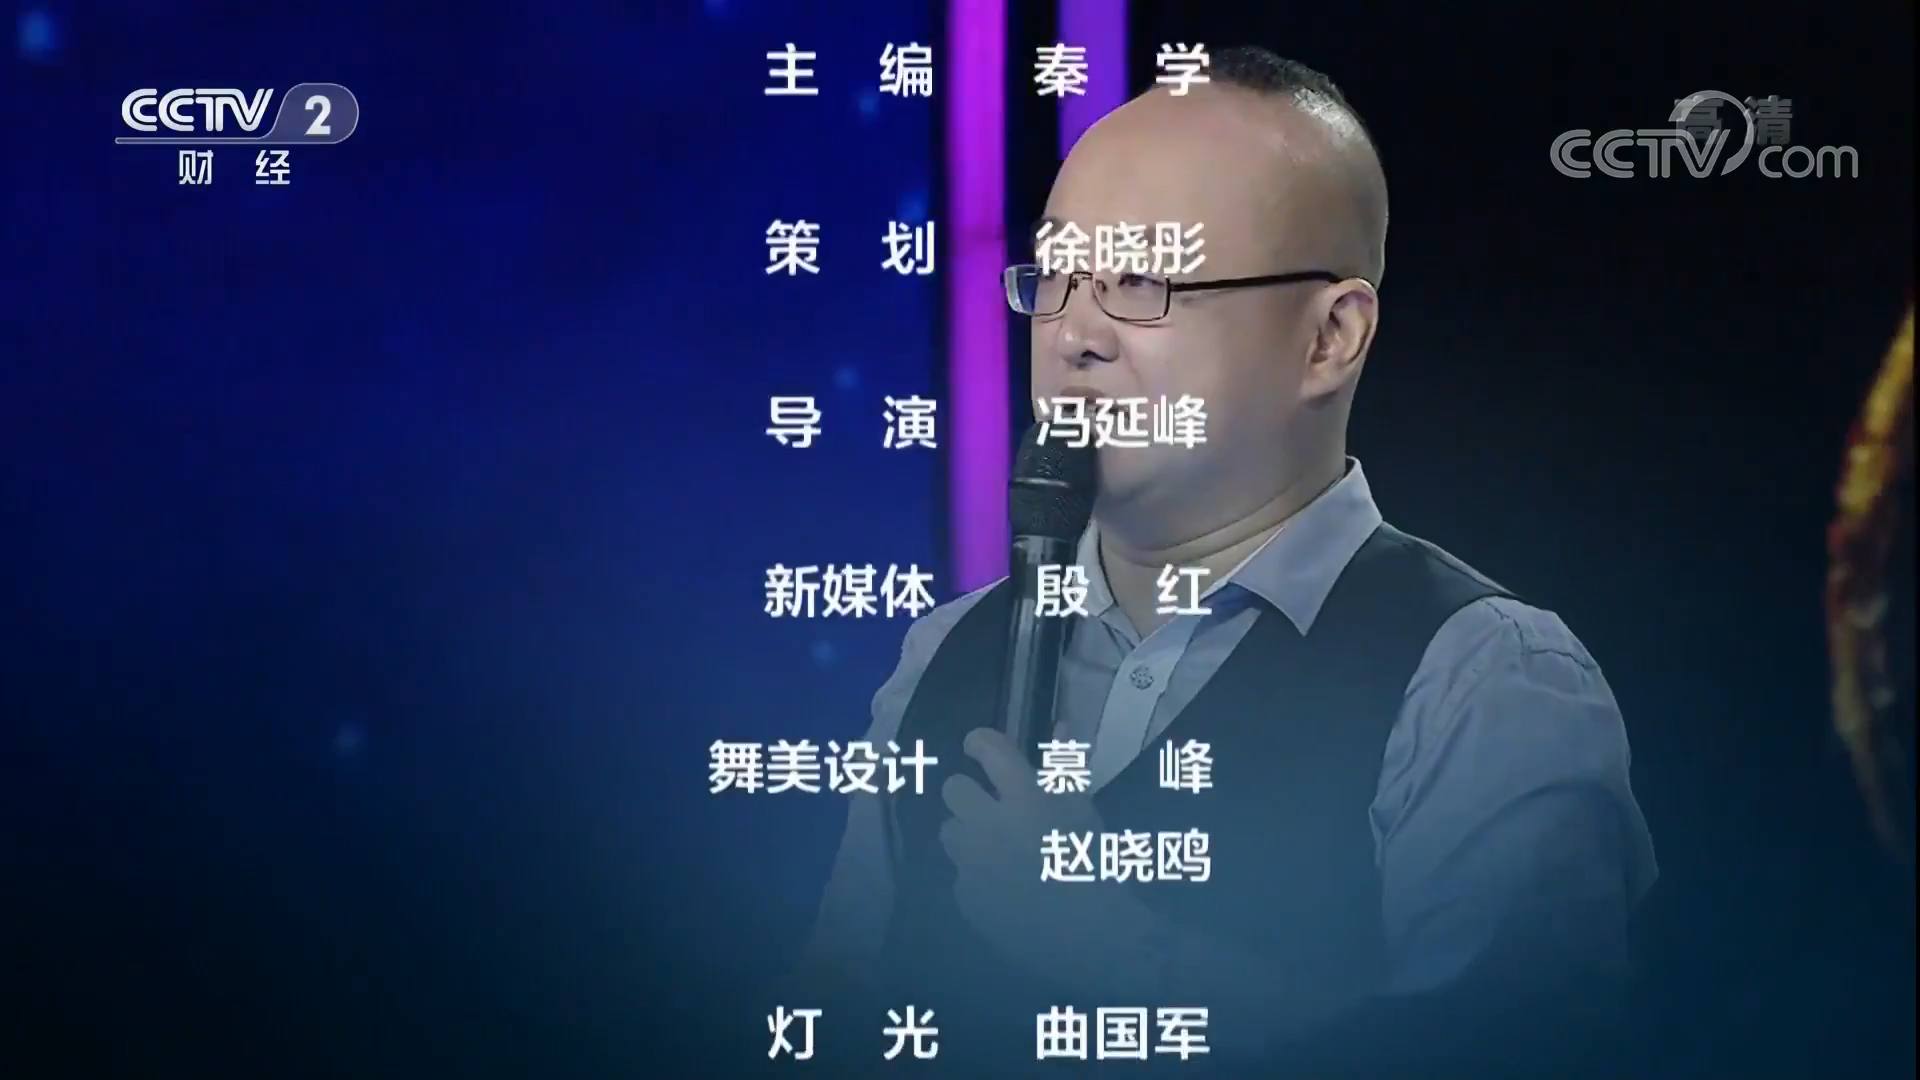 主编 秦学
CCTV 2
财经
高清
CCTV.com
策划 徐晓彤
导演 冯延峰
新媒体 殷红
舞美设计 慕峰
赵晓鸥
灯光 曲国军